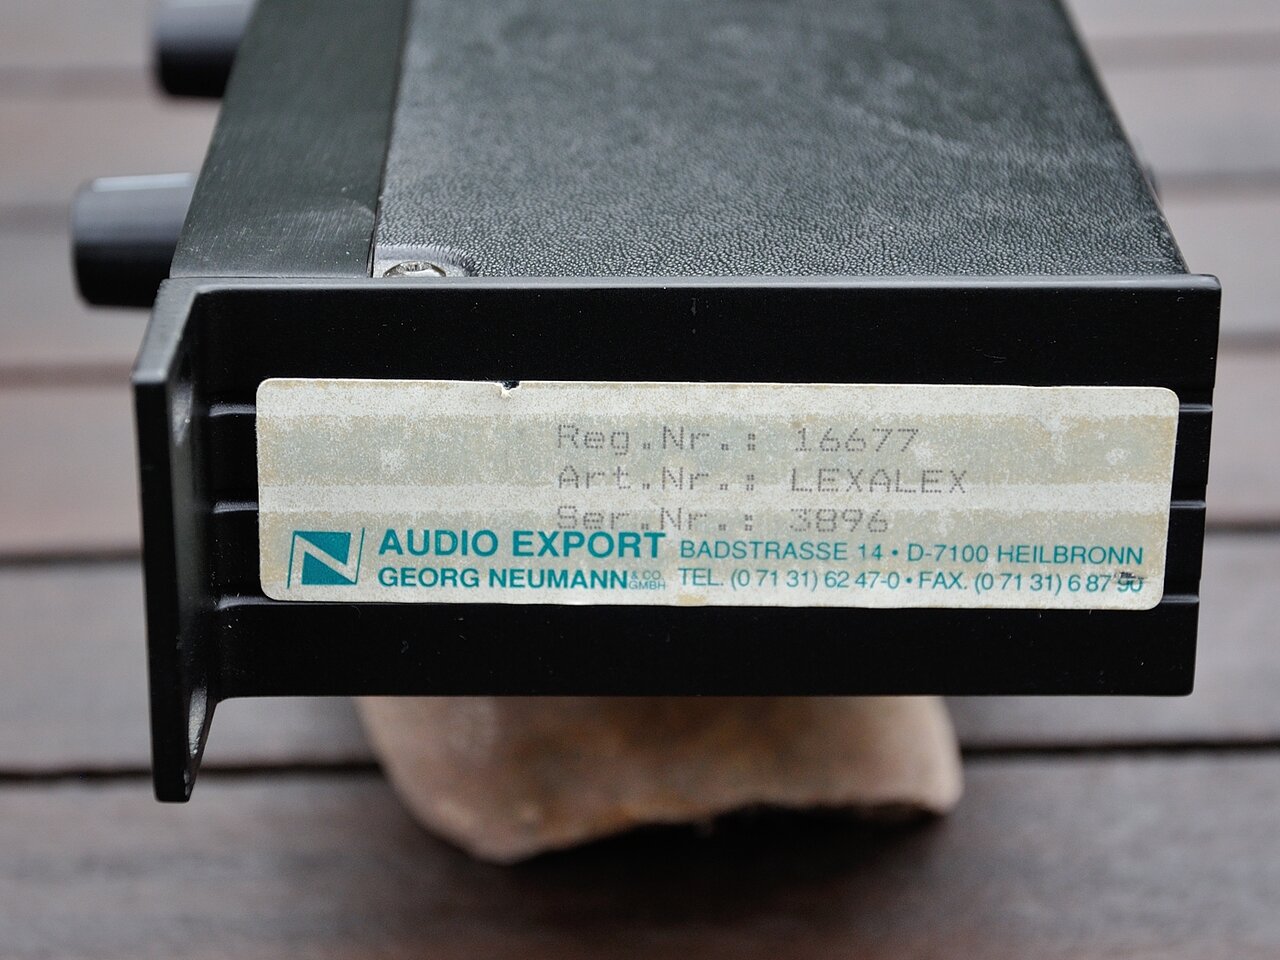 Reg.Nr.: 16677
Art.Nr.: LEXALEX
Ser.Nr.: 3896
AUDIO EXPORT
GEORG NEUMANN & CO. GMBH
BADSTRASSE 14 • D-7100 HEILBRONN
TEL. (0 71 31) 62 47-0 • FAX. (0 71 31) 6 87 90